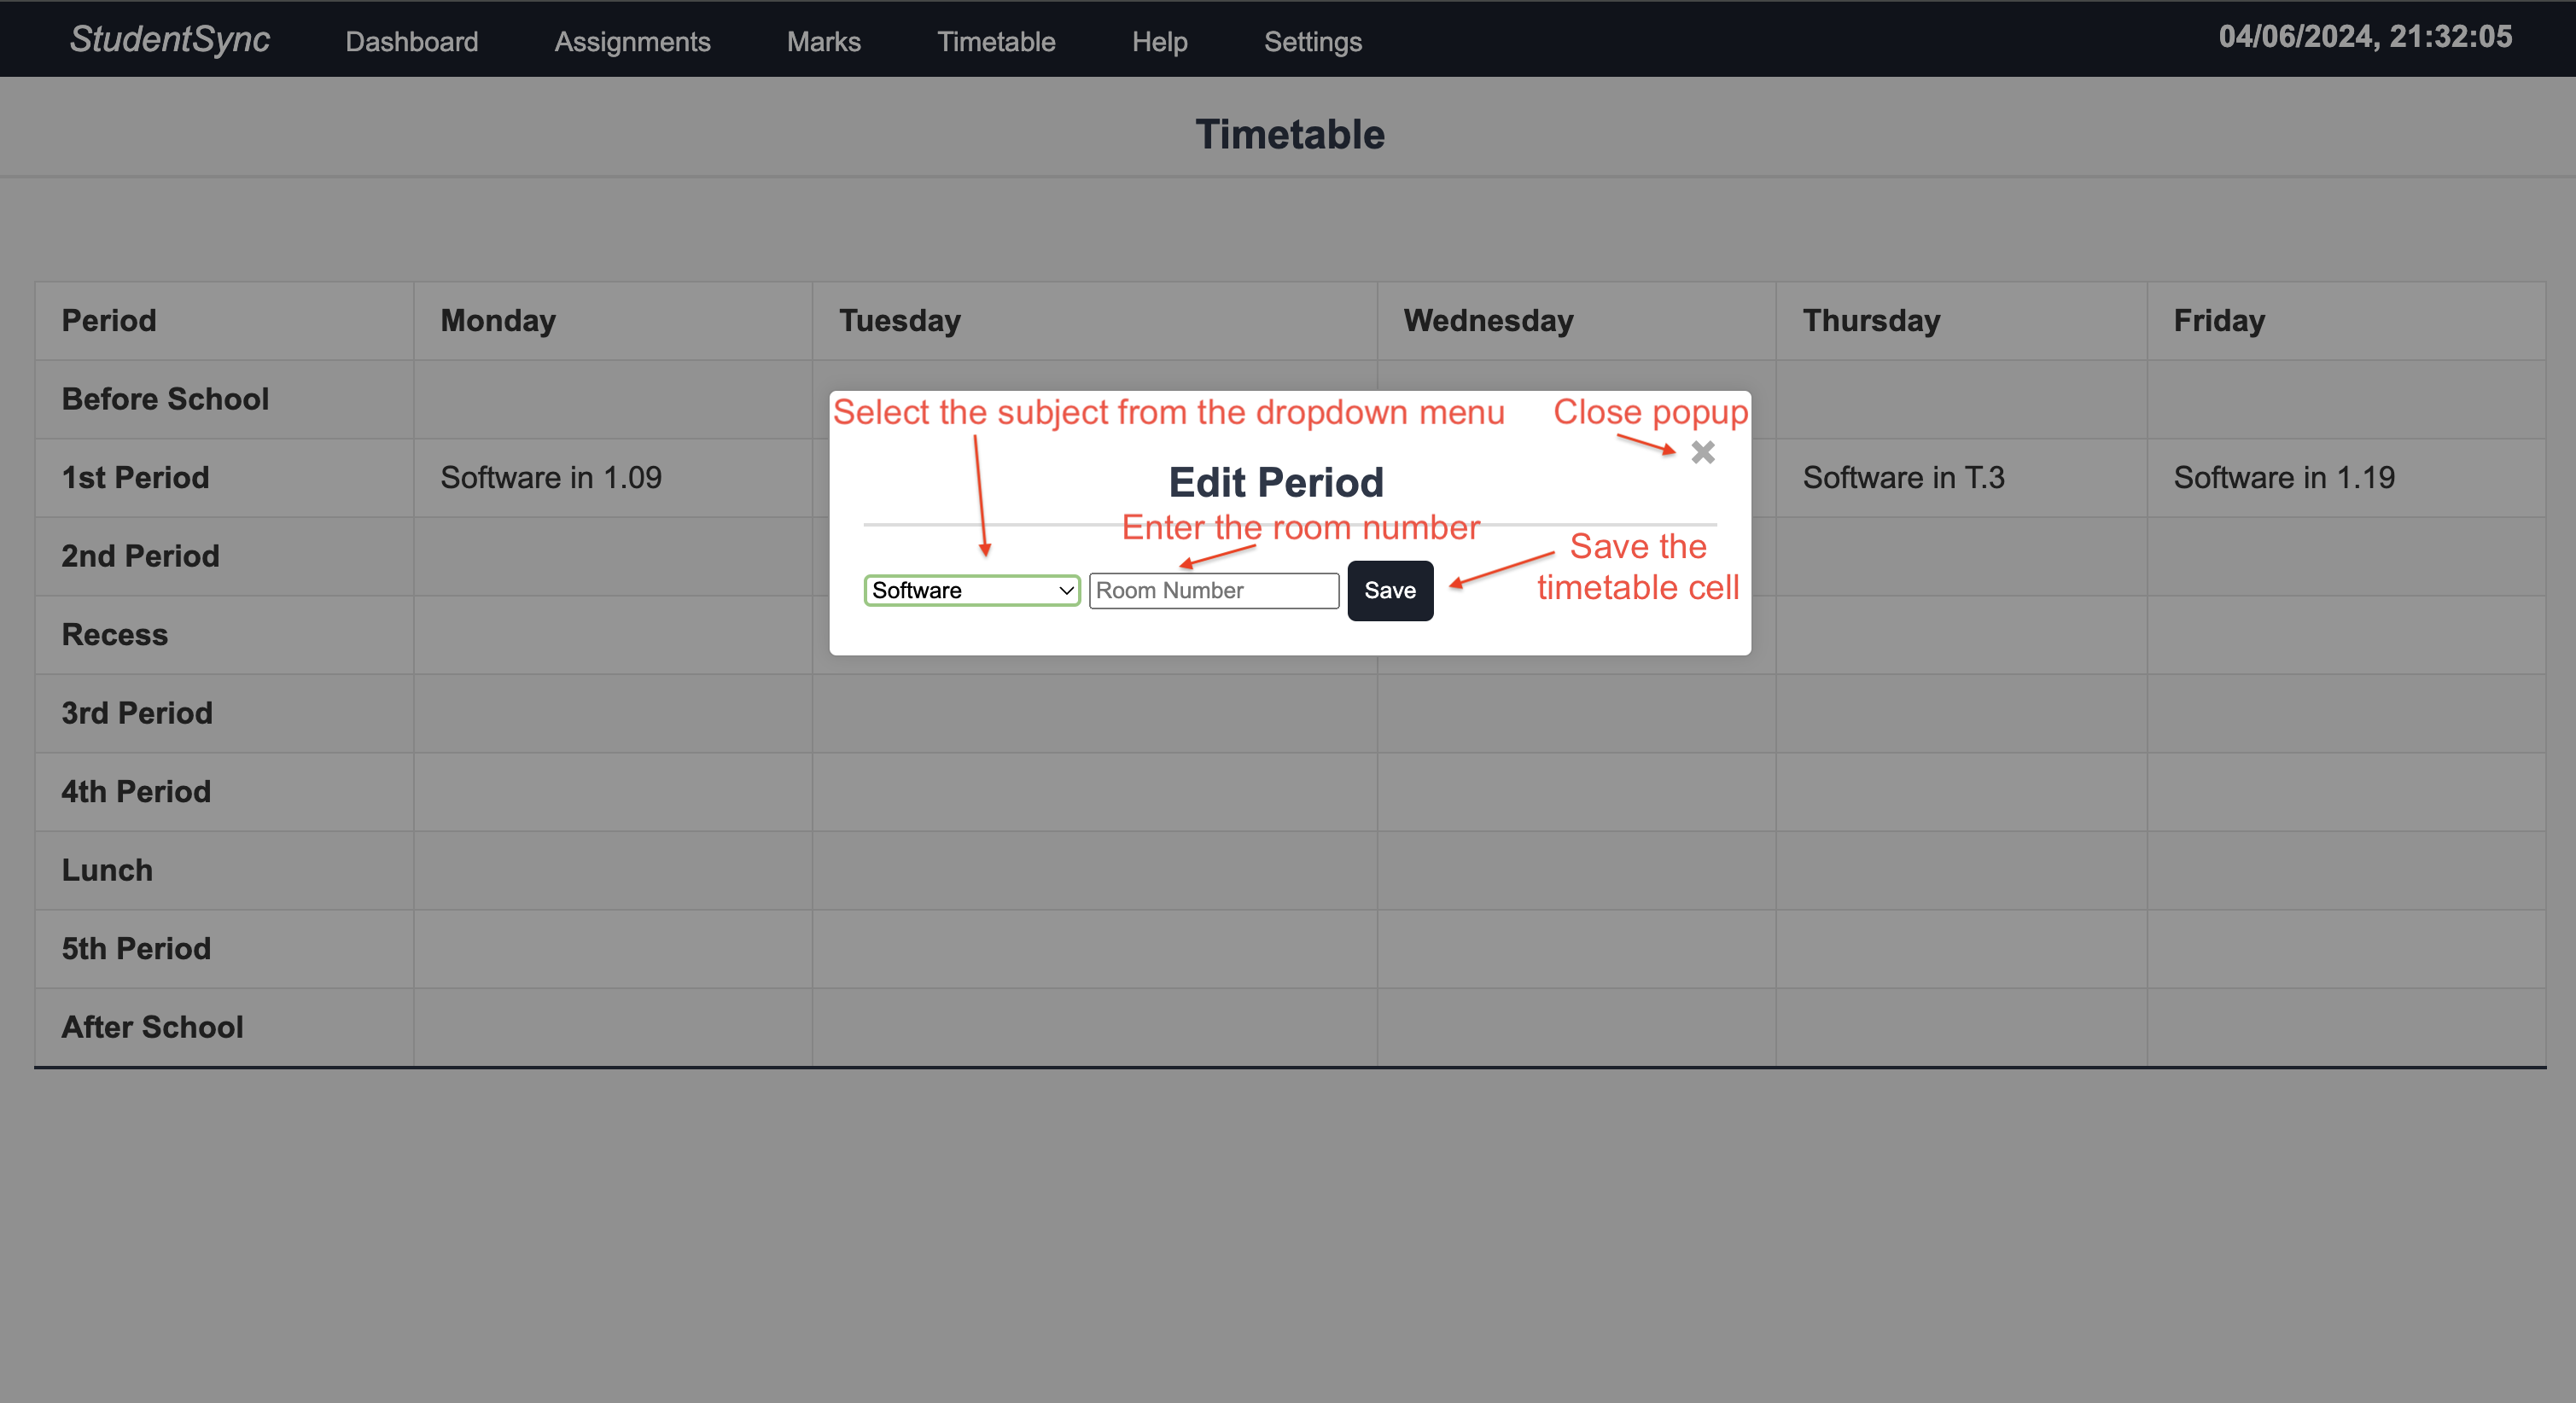 StudentSync Dashboard Assignments Marks Timetable Help Settings 04/06/2024, 21:32:05
Timetable
Period Monday Tuesday Wednesday Thursday Friday
Before School
Select the subject from the dropdown menu Close popup
Edit Period
Enter the room number
Save the
timetable cell
Software Room Number Save
1st Period Software in 1.09 Software in T.3 Software in 1.19
2nd Period
Recess
3rd Period
4th Period
Lunch
5th Period
After School